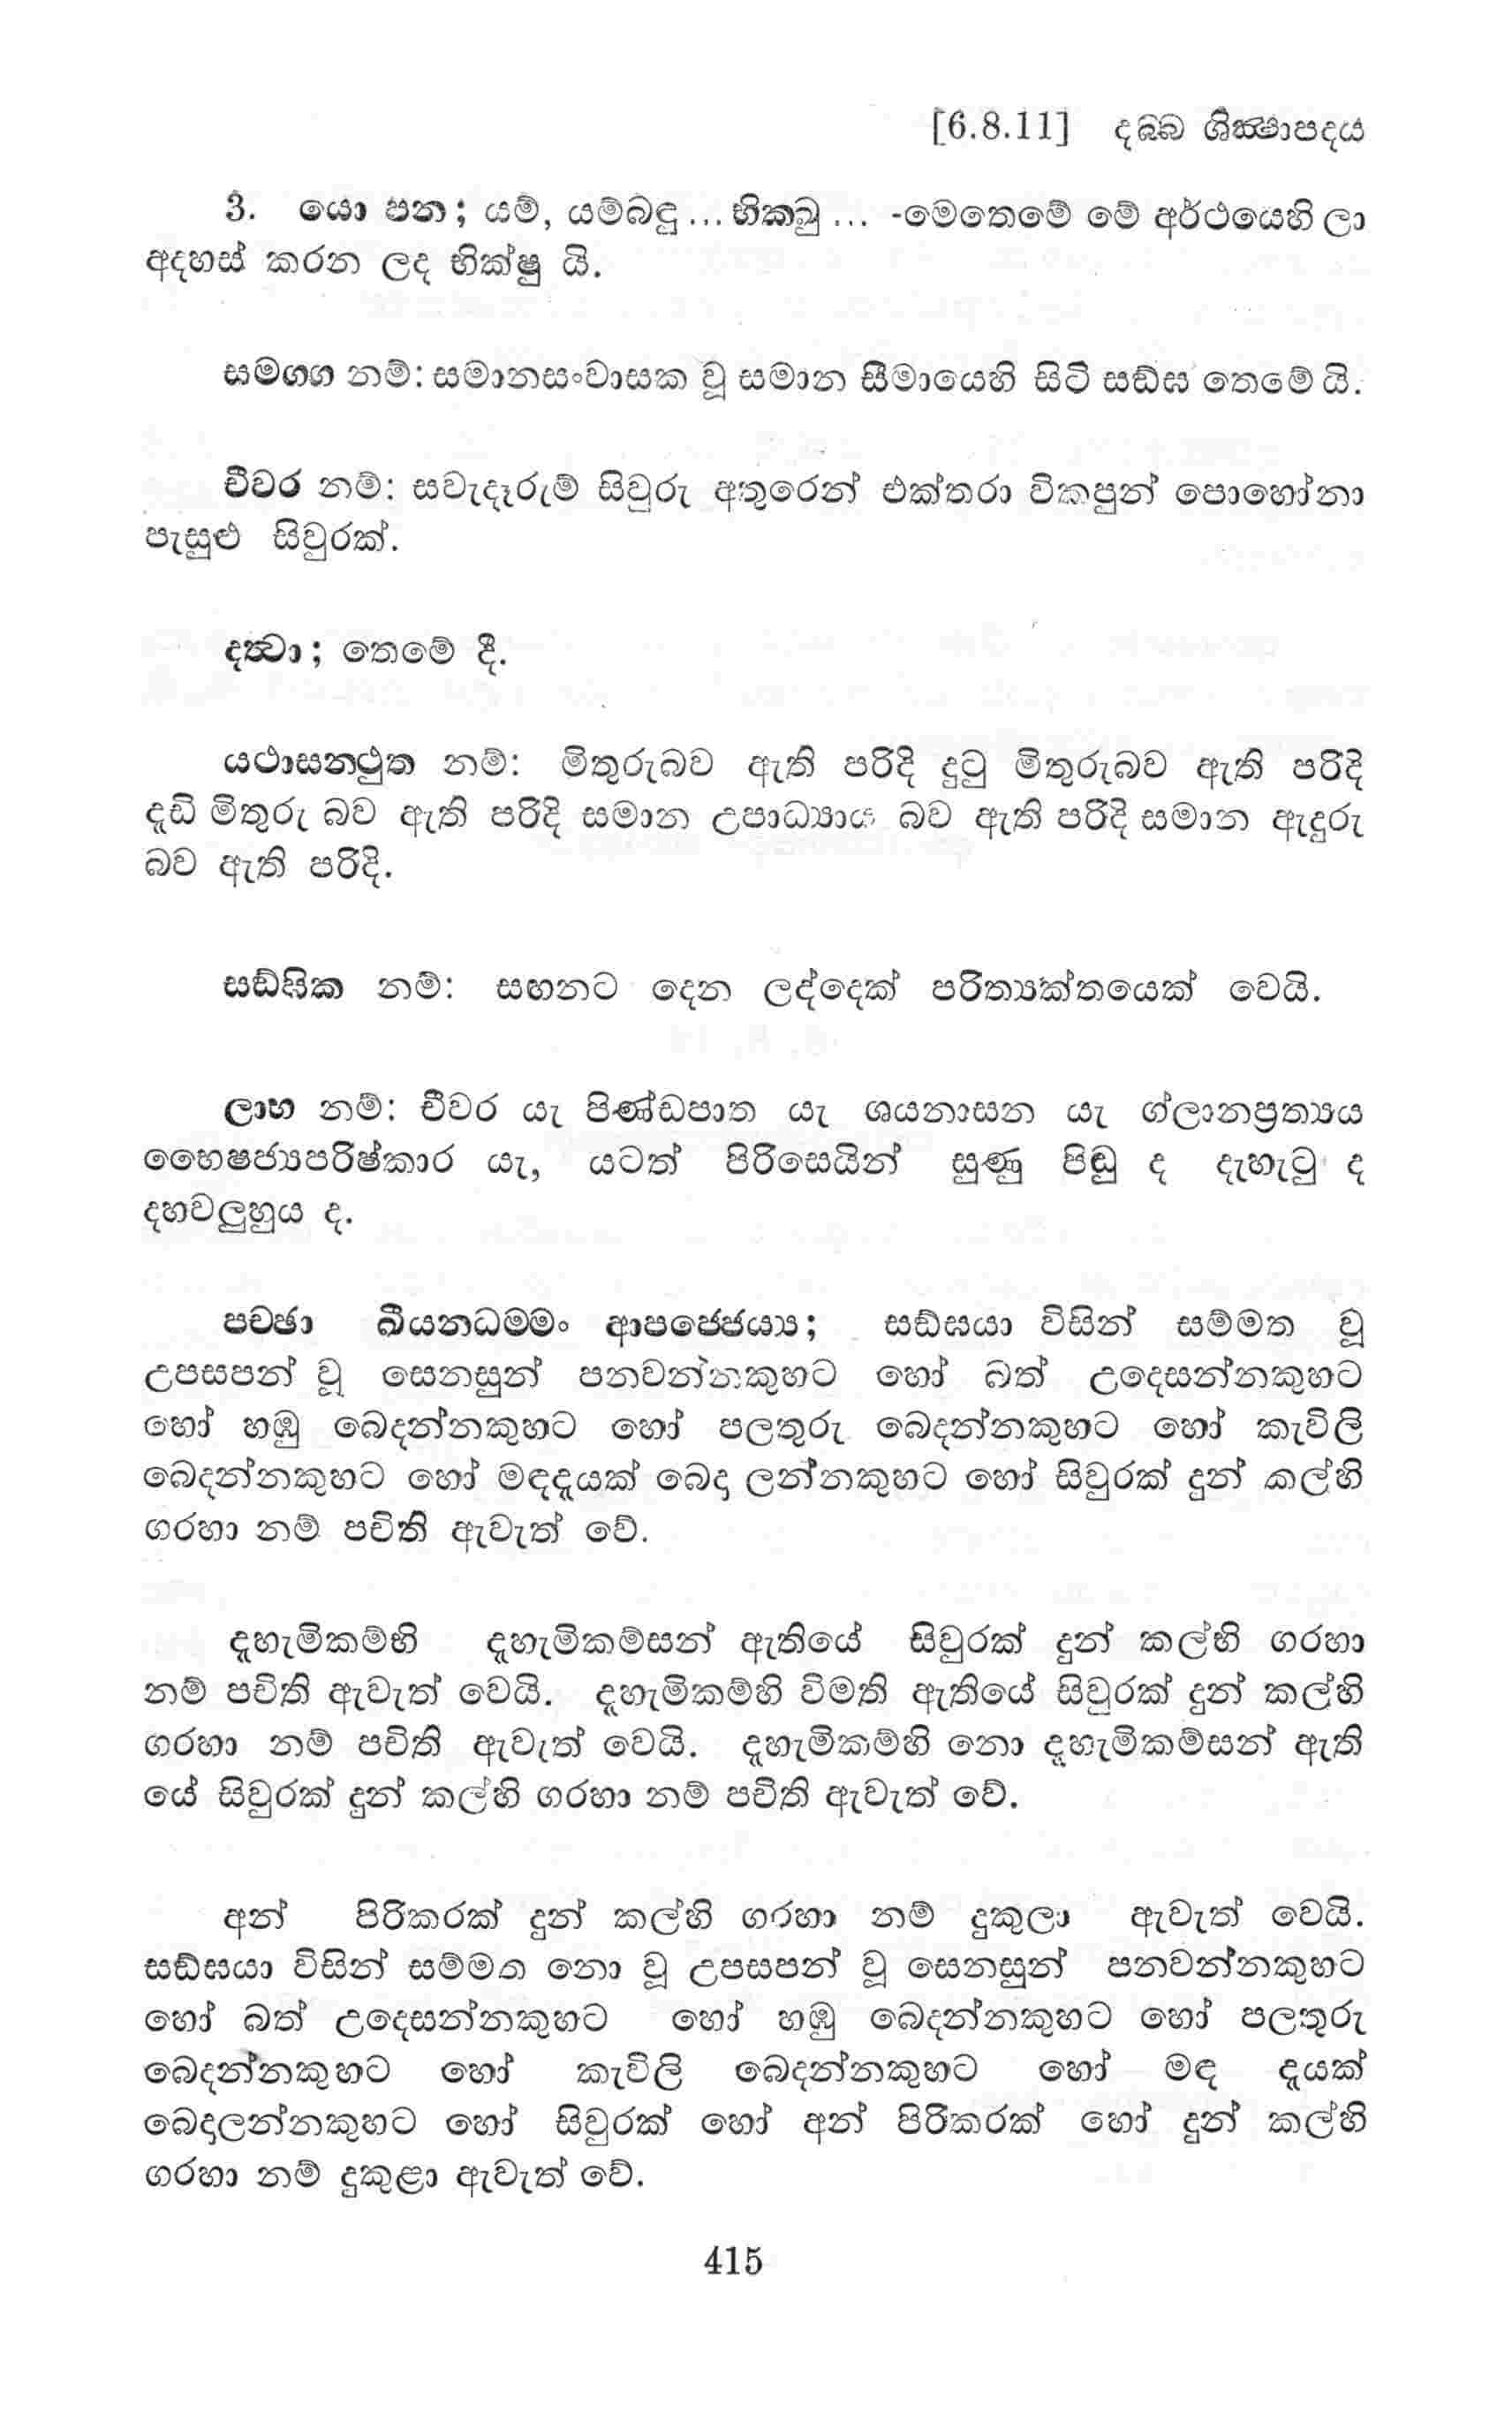 [6.8.11] දබ්බ ශික්‍ෂාපදය
3. යො පන; යම්, යම්බඳු ... භික්ඛු ... -මෙතෙමේ මේ අර්ථයෙහි ලා
අදහස් කරන ලද භික්ෂු යි.
සමග්ග නම්: සමානසංවාසක වූ සමාන සීමායෙහි සිටි සඞ්ඝ තෙමේ යි.
චීවර නම්: සවැදෑරුම් සිවුරු අතුරෙන් එක්තරා විකපුන් පොහෝනා
පැසුළු සිවුරක්.
දත්‍වා; තෙමේ දී.
යථාසන්‍ථුත නම්: මිතුරුබව ඇති පරිදි දුටු මිතුරුබව ඇති පරිදි
දැඩි මිතුරු බව ඇති පරිදි සමාන උපාධ්‍යාය බව ඇති පරිදි සමාන ඇදුරු
බව ඇති පරිදි.
සඞ්ඝික නම්: සඟනට දෙන ලද්දෙක් පරිත්‍යක්තයෙක් වෙයි.
ලාභ නම්: චීවර යැ පිණ්ඩපාත යැ ශයනාසන යැ ග්ලානප්‍රත්‍යය
භෛෂජ්‍යපරිෂ්කාර යැ, යටත් පිරිසෙයින් සුණු පිඬු ද දැහැටු ද
දහවලුහුය ද.
පච්ඡා ඛීයනධම්මං ආපජ්ජෙය්‍ය; සඞ්ඝයා විසින් සම්මත වූ
උපසපන් වූ සෙනසුන් පනවන්නකුහට හෝ බත් උදෙසන්නකුහට
හෝ හඹු බෙදන්නකුහට හෝ පලතුරු බෙදන්නකුහට හෝ කැවිලි
බෙදන්නකුහට හෝ මඳදැයක් බෙදා ලන්නකුහට හෝ සිවුරක් දුන් කල්හි
ගරහා නම් පචිති ඇවැත් වේ.
දැහැමිකම්හි දැහැමිකම්සන් ඇතියේ සිවුරක් දුන් කල්හි ගරහා
නම් පචිති ඇවැත් වෙයි. දැහැමිකම්හි විමති ඇතියේ සිවුරක් දුන් කල්හි
ගරහා නම් පචිති ඇවැත් වෙයි. දැහැමිකම්හි නො දැහැමිකම්සන් ඇති
යේ සිවුරක් දුන් කල්හි ගරහා නම් පචිති ඇවැත් වේ.
අන් පිරිකරක් දුන් කල්හි ගරහා නම් දුකුලා ඇවැත් වෙයි.
සඞ්ඝයා විසින් සම්මත නො වූ උපසපන් වූ සෙනසුන් පනවන්නකුහට
හෝ බත් උදෙසන්නකුහට හෝ හඹු බෙදන්නකුහට හෝ පලතුරු
බෙදන්නකුහට හෝ කැවිලි බෙදන්නකුහට හෝ මඳ දැයක්
බෙදාලන්නකුහට හෝ සිවුරක් හෝ අන් පිරිකරක් හෝ දුන් කල්හි
ගරහා නම් දුකුළා ඇවැත් වේ.
415